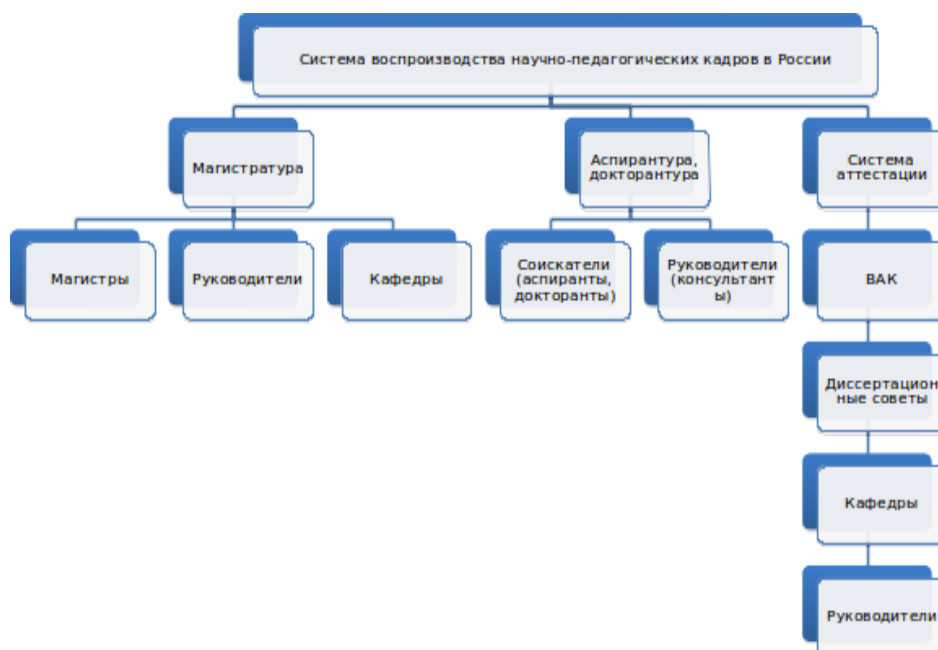 Система воспроизводства научно-педагогических кадров в России
Магистратура
Аспирантура,
докторантура
Система
аттестации
Магистры
Руководители
Кафедры
Соискатели
(аспиранты,
докторанты)
Руководители
(консультант
ы)
ВАК
Диссертацион
ные советы
Кафедры
Руководители